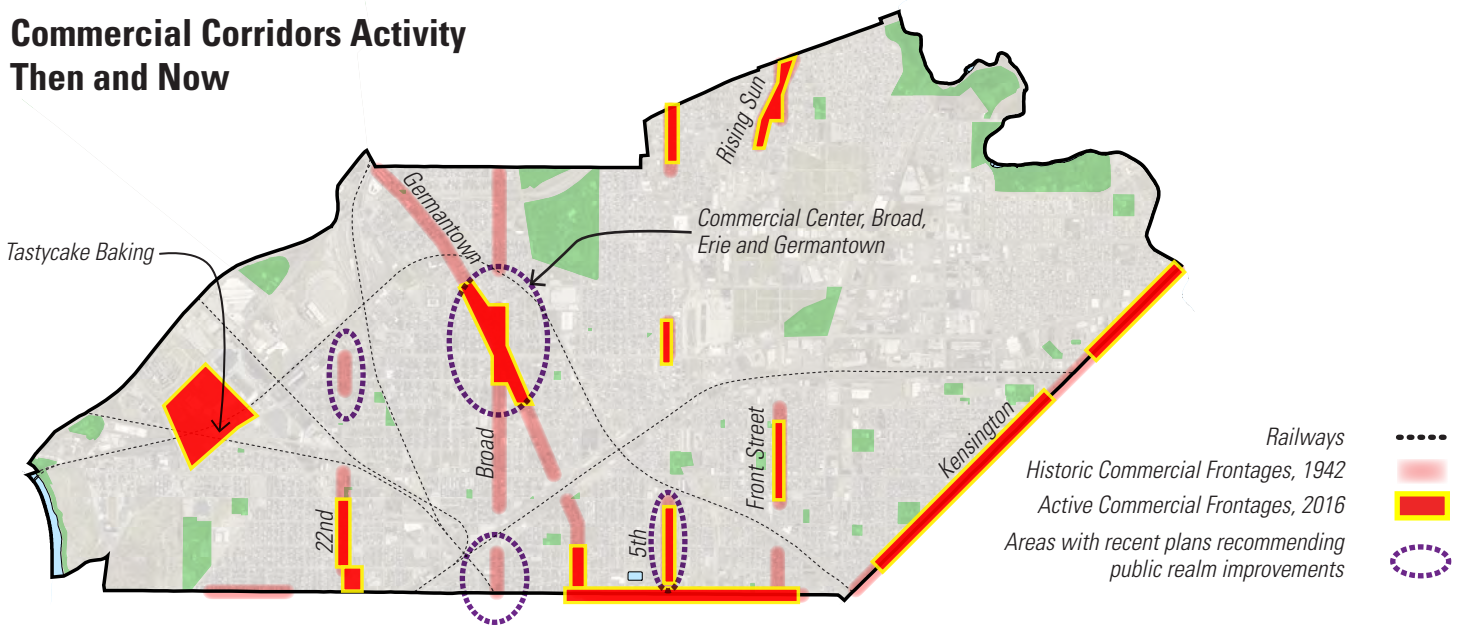 Commercial Corridors Activity
Then and Now
Rising Sun
Germantown
Commercial Center, Broad,
Erie and Germantown
Tastycake Baking
Broad
Front Street
Kensington
22nd
5th
Railways
Historic Commercial Frontages, 1942
Active Commercial Frontages, 2016
Areas with recent plans recommending
public realm improvements